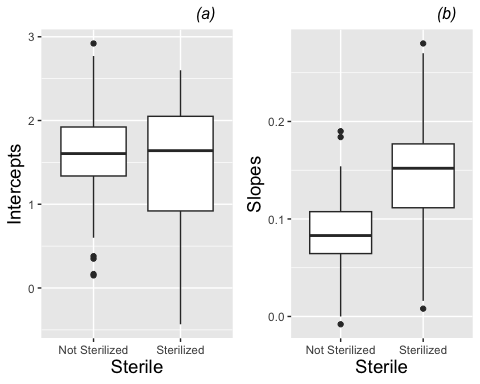 (a)
3
2
1
0
Intercepts
Not Sterilized Sterilized
Sterile
(b)
0.2
0.1
0.0
Slopes
Not Sterilized Sterilized
Sterile